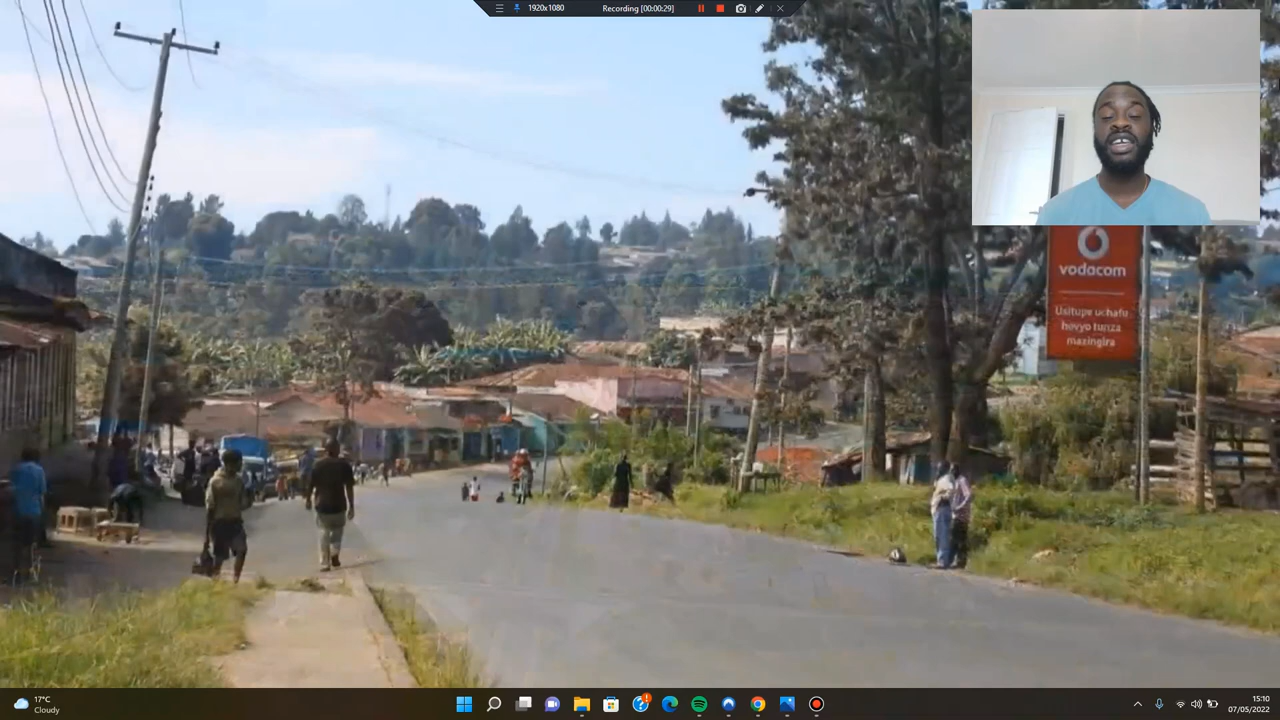 1920x1080
Recording [00:00:29]
vodacom
Usitupe uchafu
hovyo tunza
mazingira
17°C
Cloudy
15:10
07/05/2022